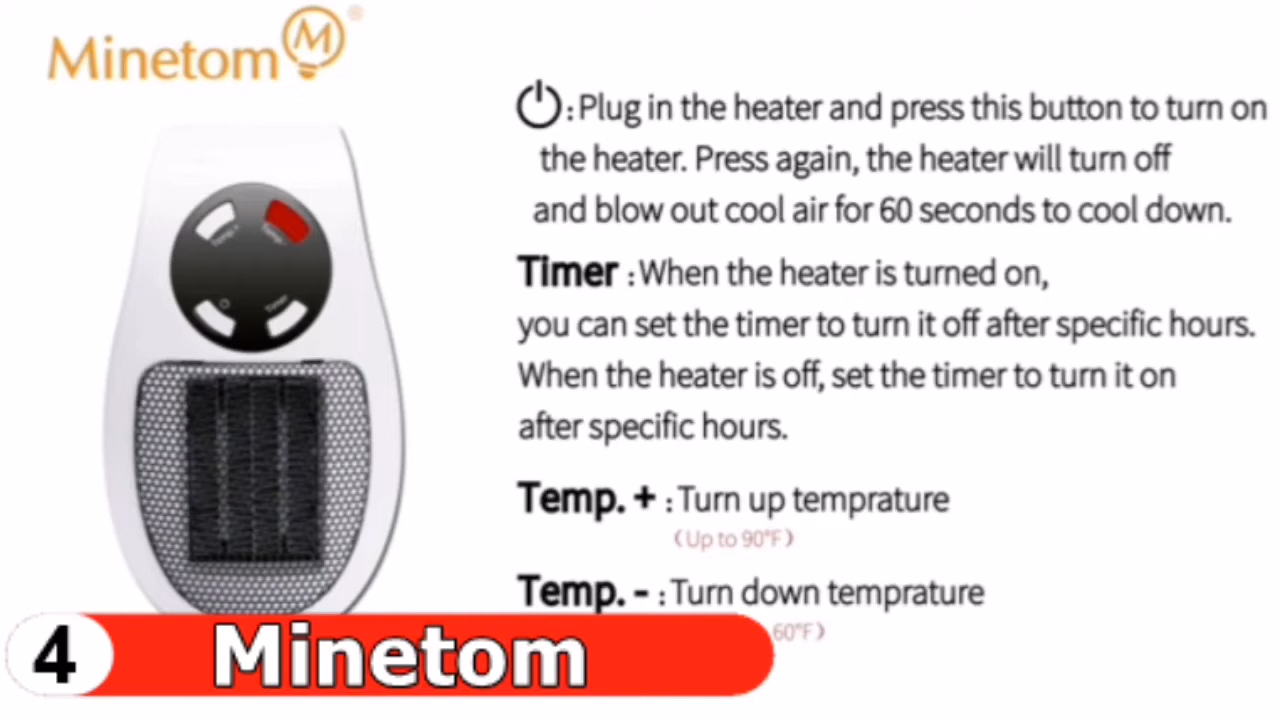 Minetom M®
:Plug in the heater and press this button to turn on
the heater. Press again, the heater will turn off
and blow out cool air for 60 seconds to cool down.
Timer :When the heater is turned on,
you can set the timer to turn it off after specific hours.
When the heater is off, set the timer to turn it on
after specific hours.
Temp. + :Turn up temprature
(Up to 90°F)
Temp. - :Turn down temprature
60°F)
Temp+
Timer
4 Minetom